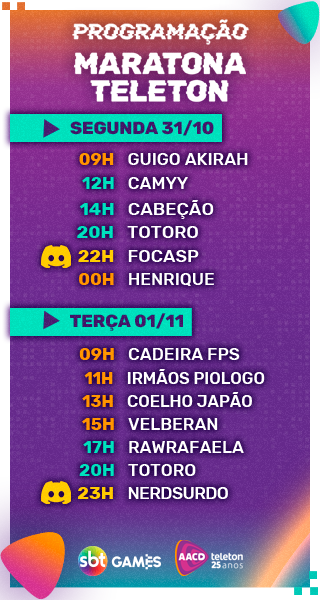 PROGRAMAÇÃO
MARATONA
TELETON
SEGUNDA 31/10
09H GUIGO AKIRAH
12H CAMYY
14H CABEÇÃO
20H TOTORO
22H FOCASP
00H HENRIQUE
TERÇA 01/11
09H CADEIRA FPS
11H IRMÃOS PIOLOGO
13H COELHO JAPÃO
15H VELBERAN
17H RAWRAFAELA
20H TOTORO
23H NERDSURDO
sbt GAMES AACD teleton
25 anos